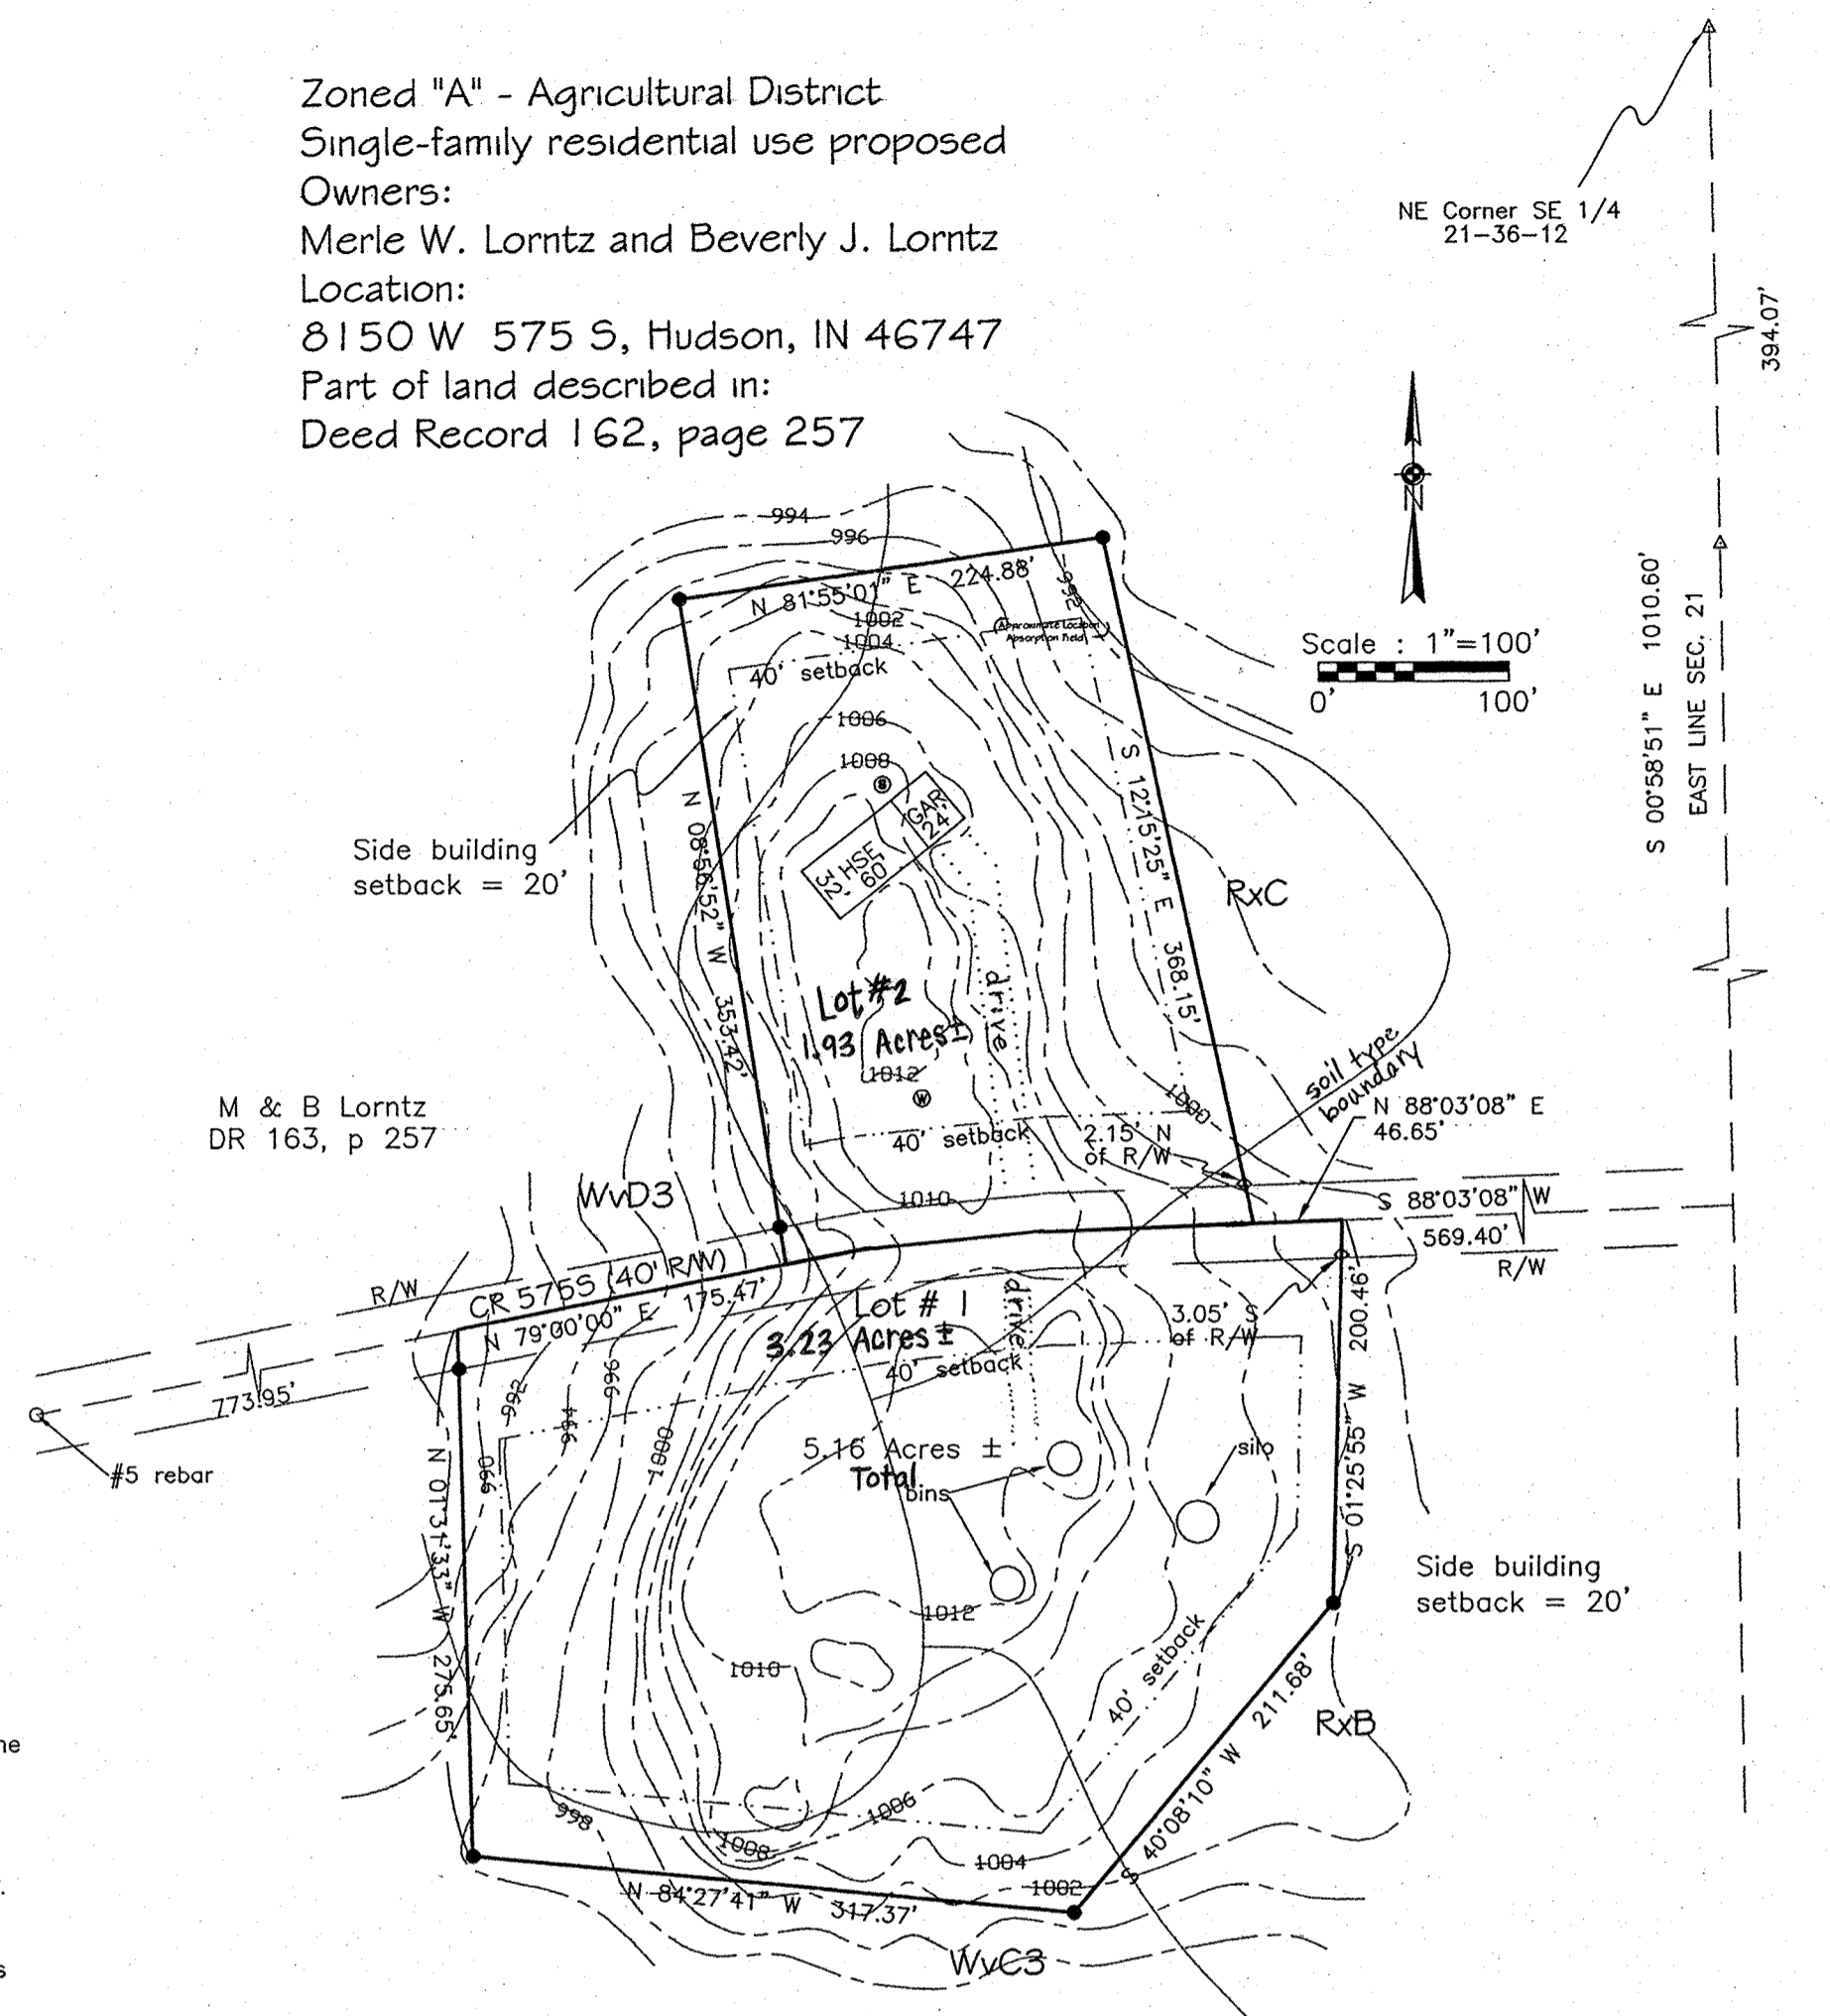 Zoned "A" - Agricultural District
Single-family residential use proposed
Owners:
Merle W. Lorntz and Beverly J. Lorntz
Location:
8150 W 575 S, Hudson, IN 46747
Part of land described in:
Deed Record 162, page 257
NE Corner SE 1/4
21-36-12
394.07'
S 00°58'51" E 1010.60'
EAST LINE SEC. 21
N
Scale : 1"=100'
0' 100'
994
996
N 81°55'01" E 224.88'
992
1002
1004
Approximate Location
Absorption Field
40' setback
1006
1008
S
GAR.
24'
HSE.
60'
32'
Side building
setback = 20'
N 08°56'52" W 353.42'
S 12°15'25" E 368.15'
RxC
Lot #2
1.93 Acres±
drive
1012
W
soil type
boundary
1000
N 88°03'08" E
46.65'
M & B Lorntz
DR 163, p 257
40' setback
2.15' N
of R/W
WvD3
1010
S 88°03'08" W
569.40'
R/W
R/W
CR 575S (40' R/W)
N 79°00'00" E 175.47'
Lot # 1
3.23 Acres ±
drive
3.05' S
of R/W
40' setback
S 01°25'55" W 200.46'
773.95'
#5 rebar
990
992
994
996
1000
5.16 Acres ±
Total
bins
silo
N 01°31'33" W 275.65'
Side building
setback = 20'
1012
1010
40' setback
S 40°08'10" W 211.68'
RxB
998
1006
1008
1004
1002
N 84°27'41" W 317.37'
WvC3